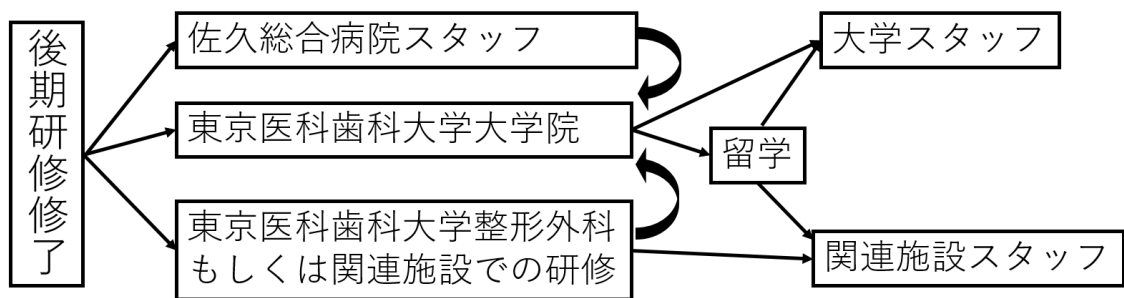 後期研修修了
佐久総合病院スタッフ
東京医科歯科大学大学院
東京医科歯科大学整形外科
もしくは関連施設での研修
大学スタッフ
留学
関連施設スタッフ